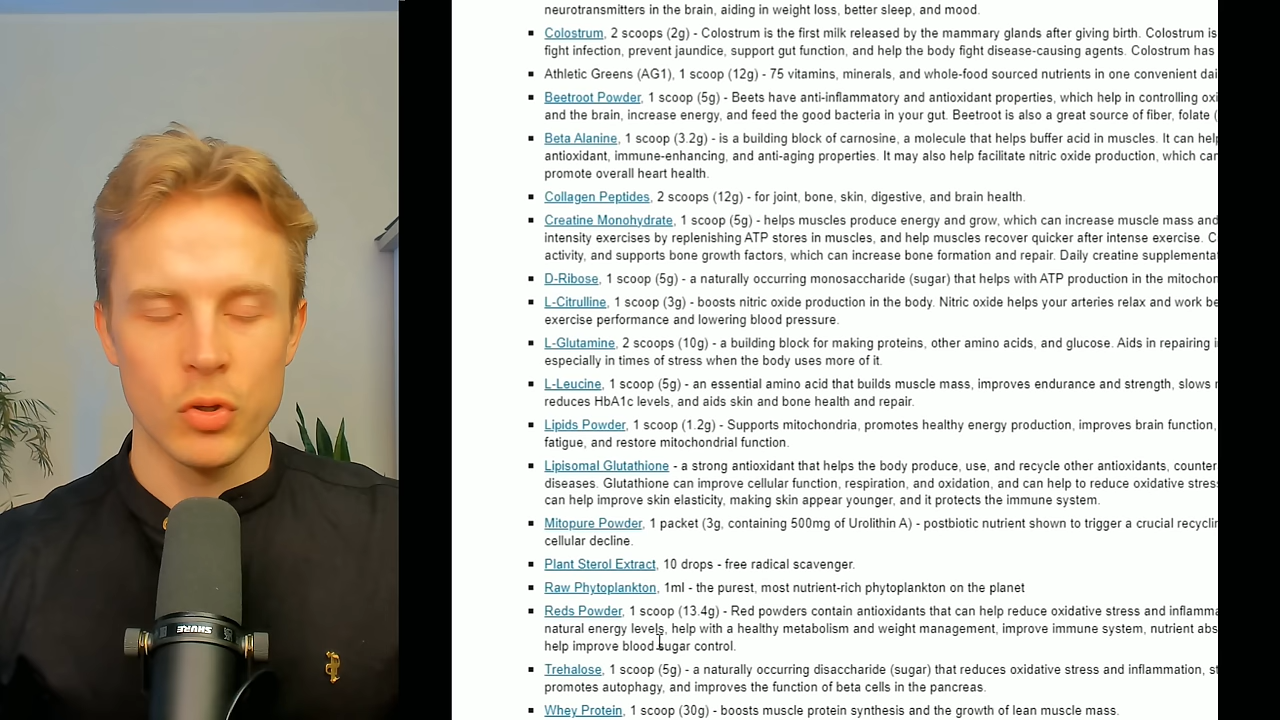 neurotransmitters in the brain, aiding in weight loss, better sleep, and mood.
Colostrum, 2 scoops (2g) - Colostrum is the first milk released by the mammary glands after giving birth. Colostrum is
fight infection, prevent jaundice, support gut function, and help the body fight disease-causing agents. Colostrum has
Athletic Greens (AG1), 1 scoop (12g) - 75 vitamins, minerals, and whole-food sourced nutrients in one convenient dai
Beetroot Powder, 1 scoop (5g) - Beets have anti-inflammatory and antioxidant properties, which help in controlling oxi
and the brain, increase energy, and feed the good bacteria in your gut. Beetroot is also a great source of fiber, folate (
Beta Alanine, 1 scoop (3.2g) - is a building block of carnosine, a molecule that helps buffer acid in muscles. It can help
antioxidant, immune-enhancing, and anti-aging properties. It may also help facilitate nitric oxide production, which can
promote overall heart health.
Collagen Peptides, 2 scoops (12g) - for joint, bone, skin, digestive, and brain health.
Creatine Monohydrate, 1 scoop (5g) - helps muscles produce energy and grow, which can increase muscle mass and
intensity exercises by replenishing ATP stores in muscles, and help muscles recover quicker after intense exercise. C
activity, and supports bone growth factors, which can increase bone formation and repair. Daily creatine supplementa
D-Ribose, 1 scoop (5g) - a naturally occurring monosaccharide (sugar) that helps with ATP production in the mitochon
L-Citrulline, 1 scoop (3g) - boosts nitric oxide production in the body. Nitric oxide helps your arteries relax and work be
exercise performance and lowering blood pressure.
L-Glutamine, 2 scoops (10g) - a building block for making proteins, other amino acids, and glucose. Aids in repairing i
especially in times of stress when the body uses more of it.
L-Leucine, 1 scoop (5g) - an essential amino acid that builds muscle mass, improves endurance and strength, slows r
reduces HbA1c levels, and aids skin and bone health and repair.
Lipids Powder, 1 scoop (1.2g) - Supports mitochondria, promotes healthy energy production, improves brain function,
fatigue, and restore mitochondrial function.
Lipisomal Glutathione - a strong antioxidant that helps the body produce, use, and recycle other antioxidants, counter
diseases. Glutathione can improve cellular function, respiration, and oxidation, and can help to reduce oxidative stress
can help improve skin elasticity, making skin appear younger, and it protects the immune system.
Mitopure Powder, 1 packet (3g, containing 500mg of Urolithin A) - postbiotic nutrient shown to trigger a crucial recyclin
cellular decline.
Plant Sterol Extract, 10 drops - free radical scavenger.
Raw Phytoplankton, 1ml - the purest, most nutrient-rich phytoplankton on the planet
Reds Powder, 1 scoop (13.4g) - Red powders contain antioxidants that can help reduce oxidative stress and inflamma
natural energy levels, help with a healthy metabolism and weight management, improve immune system, nutrient abs
help improve blood sugar control.
Trehalose, 1 scoop (5g) - a naturally occurring disaccharide (sugar) that reduces oxidative stress and inflammation, st
promotes autophagy, and improves the function of beta cells in the pancreas.
Whey Protein, 1 scoop (30g) - boosts muscle protein synthesis and the growth of lean muscle mass.
SHURE